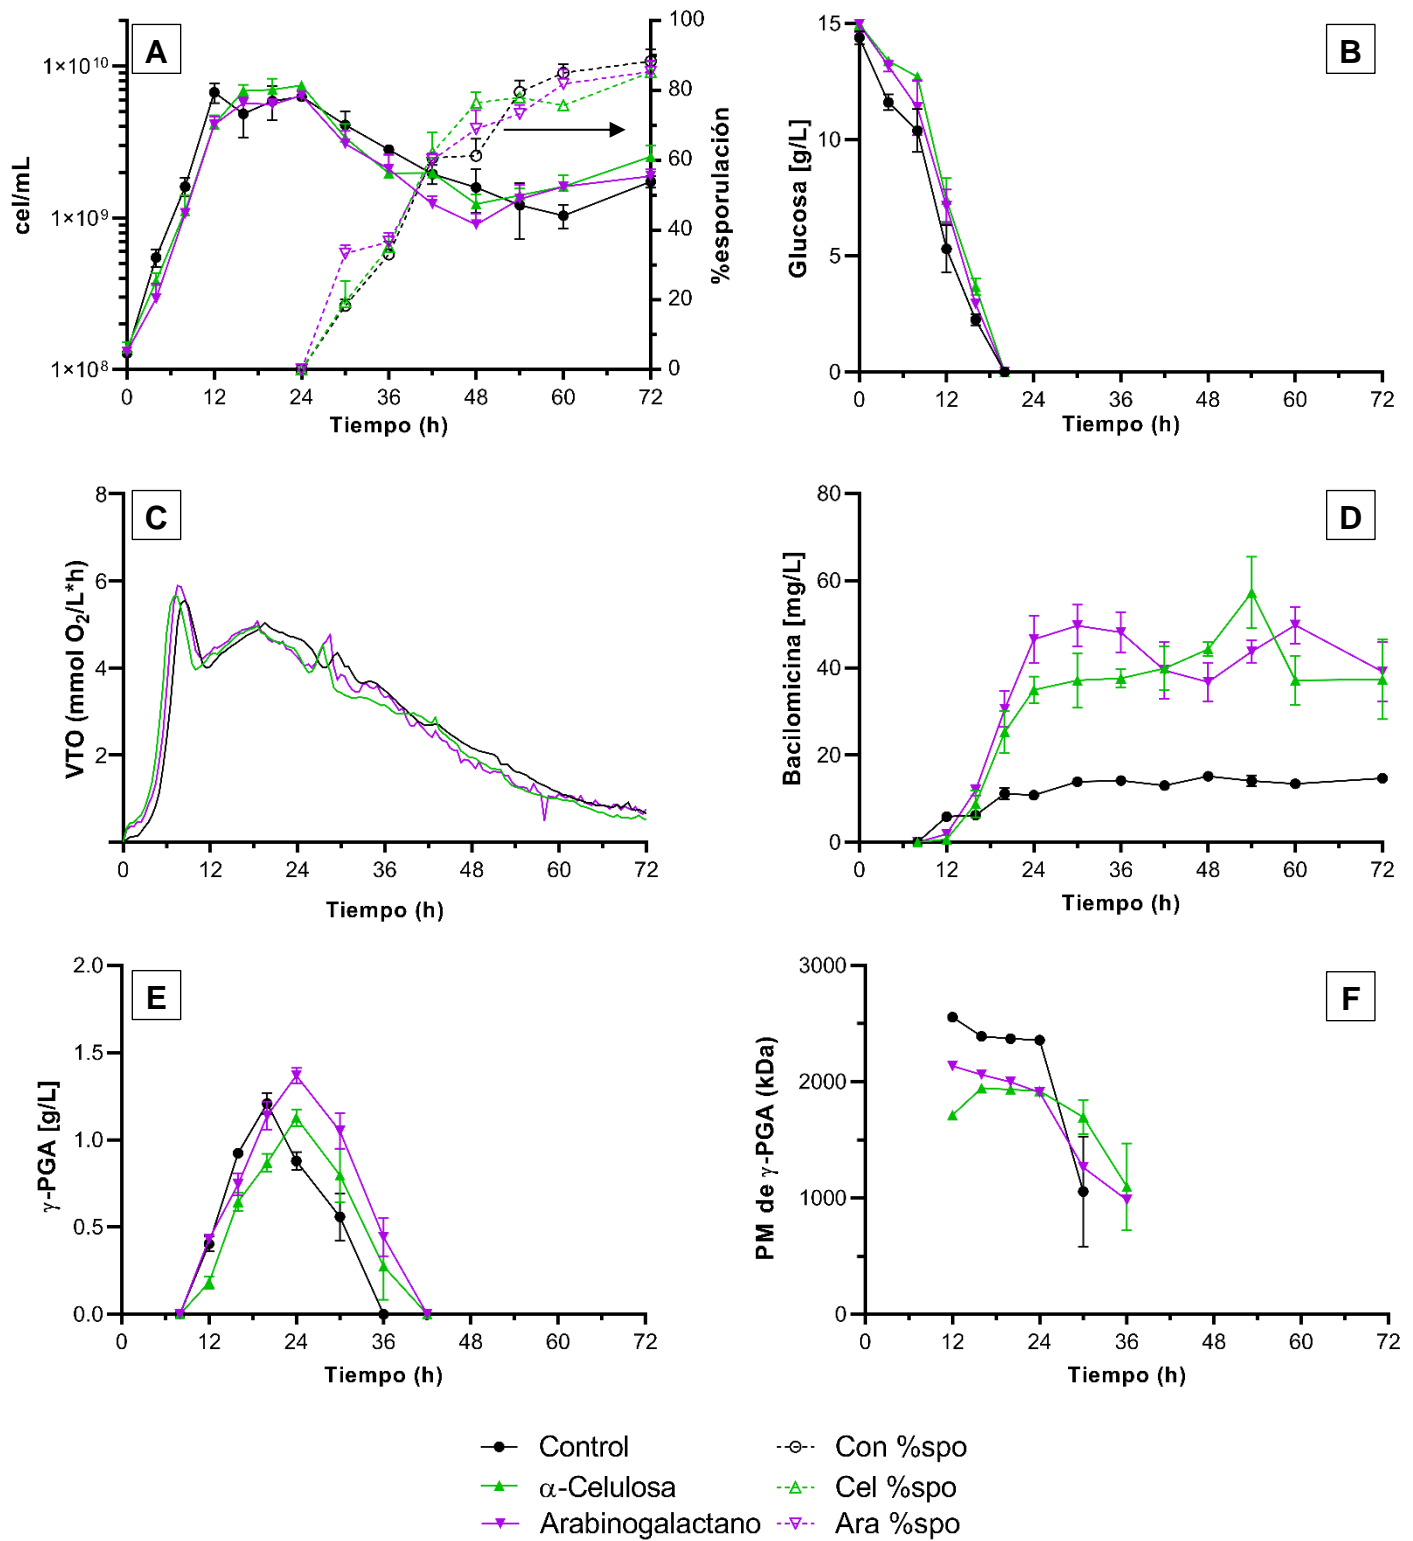 A
cel/mL
1×10¹⁰
1×10⁹
1×10⁸
0 12 24 36 48 60 72
Tiempo (h)
100
80
60
40
20
0
%esporulación
B
Glucosa [g/L]
15
10
5
0
0 12 24 36 48 60 72
Tiempo (h)
C
VTO (mmol O₂/L*h)
8
6
4
2
0 12 24 36 48 60 72
Tiempo (h)
D
Bacilomicina [mg/L]
80
60
40
20
0
0 12 24 36 48 60 72
Tiempo (h)
E
γ-PGA [g/L]
2.0
1.5
1.0
0.5
0.0
0 12 24 36 48 60 72
Tiempo (h)
F
PM de γ-PGA (kDa)
3000
2000
1000
0
0 12 24 36 48 60 72
Tiempo (h)
Control
α-Celulosa
Arabinogalactano
Con %spo
Cel %spo
Ara %spo